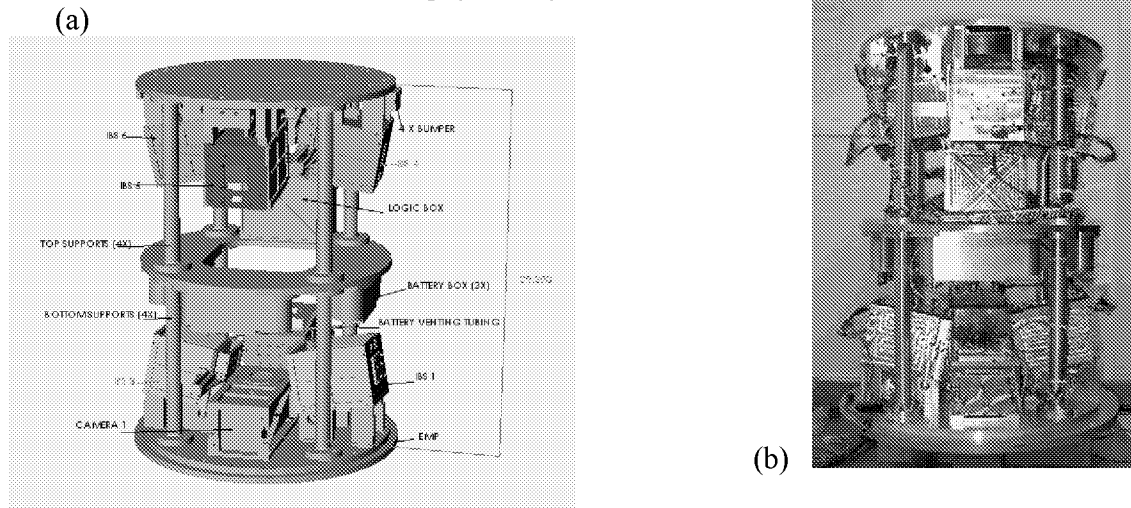 (a)
IBS 6
4 X BUMPER
IBS 5
LOGIC BOX
TOP SUPPORTS (4X)
BATTERY BOX (3X)
BOTTOM SUPPORTS (4X)
BATTERY VENTING TUBING
IBS 1
CAMERA 1
EMP
(b)